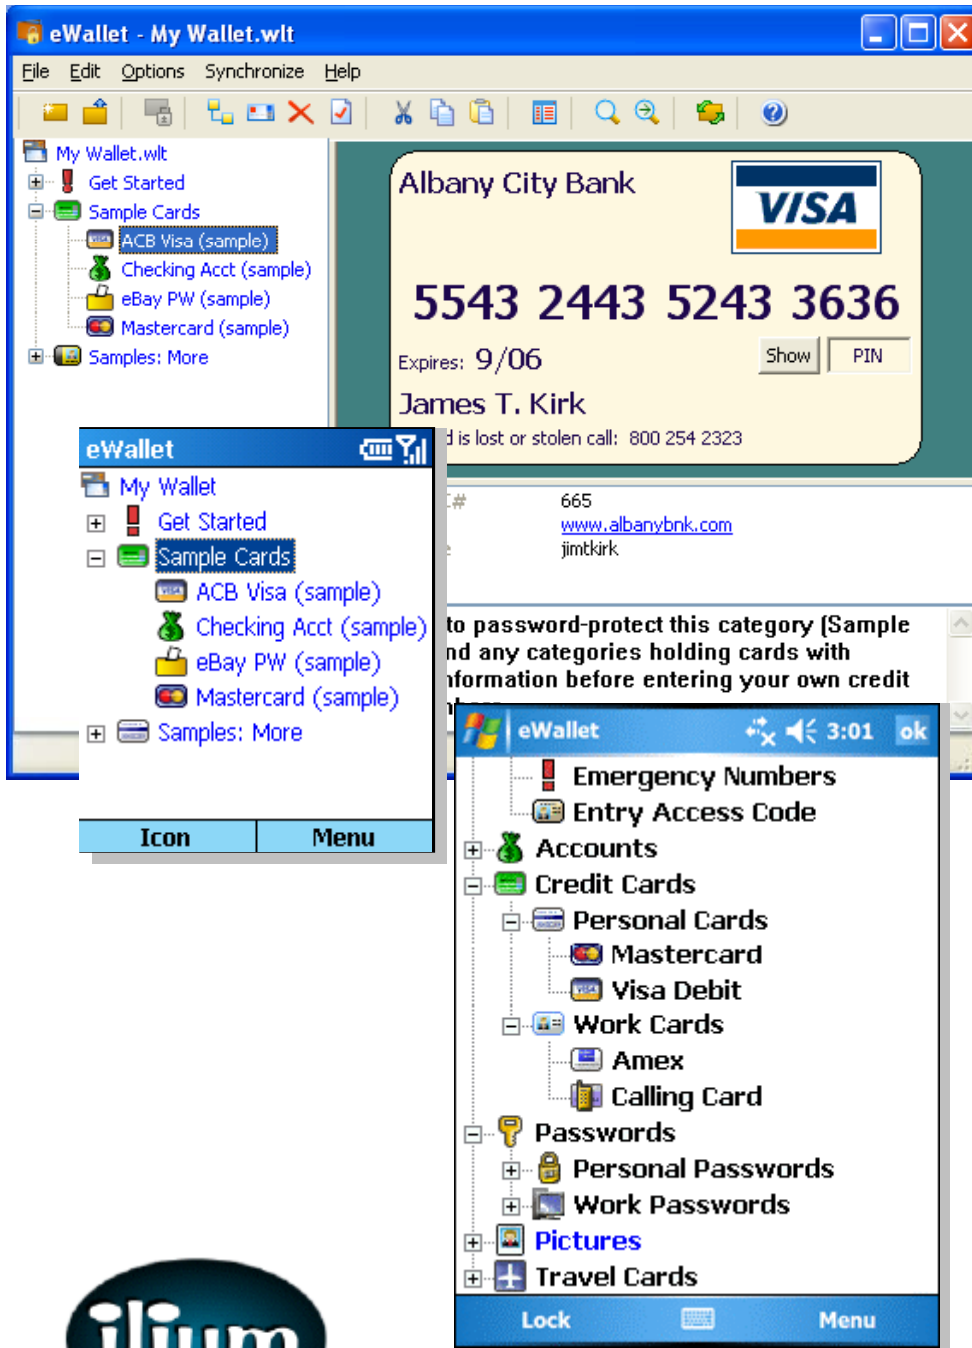 eWallet - My Wallet.wlt
File Edit Options Synchronize Help
My Wallet.wlt
Get Started
Sample Cards
ACB Visa (sample)
Checking Acct (sample)
eBay PW (sample)
Mastercard (sample)
Samples: More
Albany City Bank
VISA
5543 2443 5243 3636
Expires: 9/06
Show PIN
James T. Kirk
is lost or stolen call: 800 254 2323
665
www.albanybnk.com
jimtkirk
to password-protect this category (Sample
any categories holding cards with
before entering your own credit
eWallet
My Wallet
Get Started
Sample Cards
ACB Visa (sample)
Checking Acct (sample)
eBay PW (sample)
Mastercard (sample)
Samples: More
Icon Menu
eWallet 3:01 ok
Emergency Numbers
Entry Access Code
Accounts
Credit Cards
Personal Cards
Mastercard
Visa Debit
Work Cards
Amex
Calling Card
Passwords
Personal Passwords
Work Passwords
Pictures
Travel Cards
Lock Menu
ilium